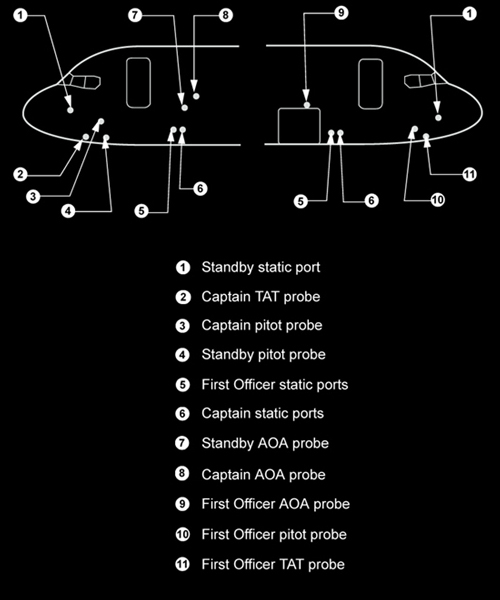 1 7 8 9 1
2 3 4 5 6 5 6 10 11
1 Standby static port
2 Captain TAT probe
3 Captain pitot probe
4 Standby pitot probe
5 First Officer static ports
6 Captain static ports
7 Standby AOA probe
8 Captain AOA probe
9 First Officer AOA probe
10 First Officer pitot probe
11 First Officer TAT probe